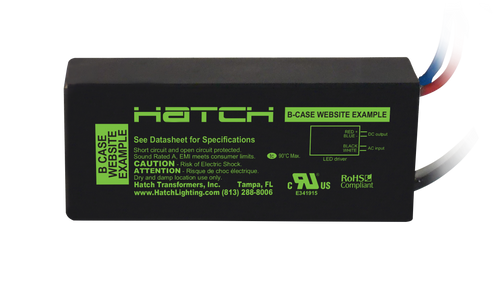 HATCH
B-CASE WEBSITE EXAMPLE
B CASE
WEBSITE
EXAMPLE
See Datasheet for Specifications
Short circuit and open circuit protected.
Sound Rated A, EMI meets consumer limits.
CAUTION - Risk of Electric Shock.
ATTENTION - Risque de choc électrique.
Dry and damp location use only.
Hatch Transformers, Inc. Tampa, FL
www.HatchLighting.com (813) 288-8006
90°C Max.
RED +
BLUE -
DC output
BLACK
WHITE
AC input
LED driver
C RU US
E341915
RoHS
Compliant